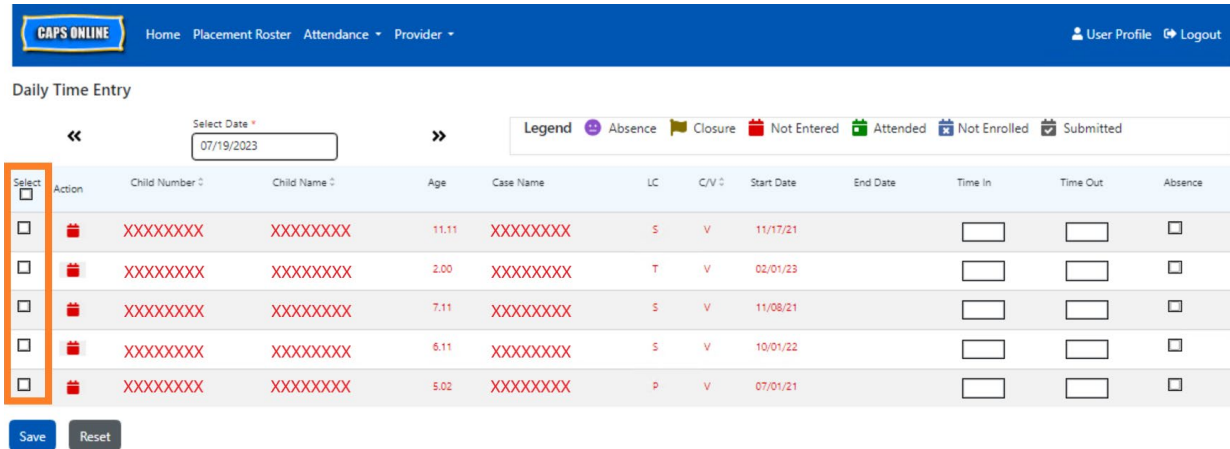 CAPS ONLINE Home Placement Roster Attendance Provider User Profile Logout
Daily Time Entry
Select Date *
07/19/2023
Legend Absence Closure Not Entered Attended Not Enrolled Submitted
Select Action Child Number Child Name Age Case Name LC C/V Start Date End Date Time In Time Out Absence
XXXXXXXX XXXXXXXX 11.11 XXXXXXXX S V 11/17/21
XXXXXXXX XXXXXXXX 2.00 XXXXXXXX T V 02/01/23
XXXXXXXX XXXXXXXX 7.11 XXXXXXXX S V 11/08/21
XXXXXXXX XXXXXXXX 6.11 XXXXXXXX S V 10/01/22
XXXXXXXX XXXXXXXX 5.02 XXXXXXXX P V 07/01/21
Save Reset